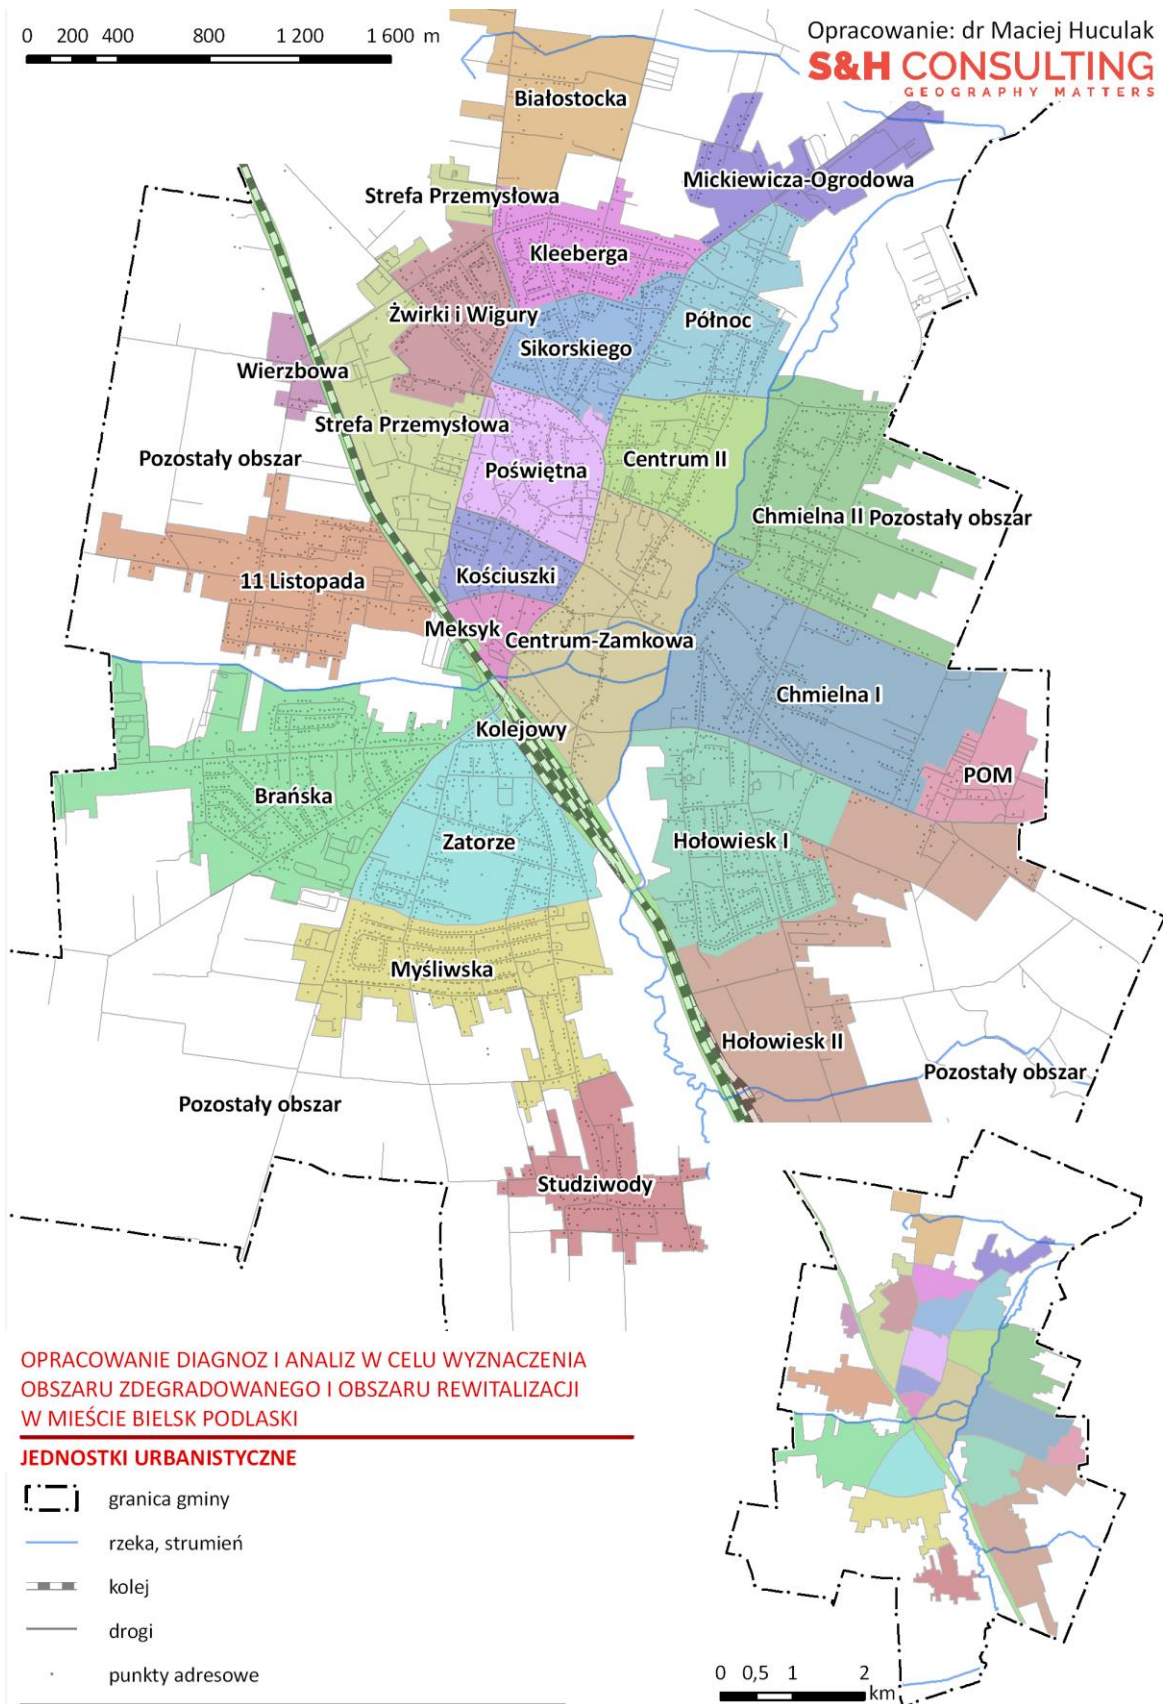 0 200 400 800 1 200 1 600 m
Opracowanie: dr Maciej Huculak
S&H CONSULTING
GEOGRAPHY MATTERS
Białostocka
Mickiewicza-Ogrodowa
Strefa Przemysłowa
Kleeberga
Żwirki i Wigury
Północ
Sikorskiego
Wierzbowa
Strefa Przemysłowa
Pozostały obszar
Poświętna
Centrum II
Chmielna II
Pozostały obszar
11 Listopada
Kościuszki
Meksyk
Centrum-Zamkowa
Chmielna I
Kolejowy
POM
Brańska
Zatorze
Hołowiesk I
Myśliwska
Hołowiesk II
Pozostały obszar
Pozostały obszar
Studziwody
OPRACOWANIE DIAGNOZ I ANALIZ W CELU WYZNACZENIA
OBSZARU ZDEGRADOWANEGO I OBSZARU REWITALIZACJI
W MIEŚCIE BIELSK PODLASKI
JEDNOSTKI URBANISTYCZNE
granica gminy
rzeka, strumień
kolej
drogi
punkty adresowe
0 0,5 1 2
km